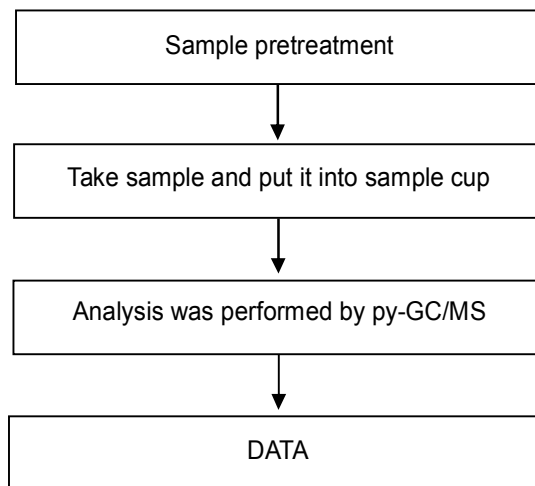 Sample pretreatment
Take sample and put it into sample cup
Analysis was performed by py-GC/MS
DATA